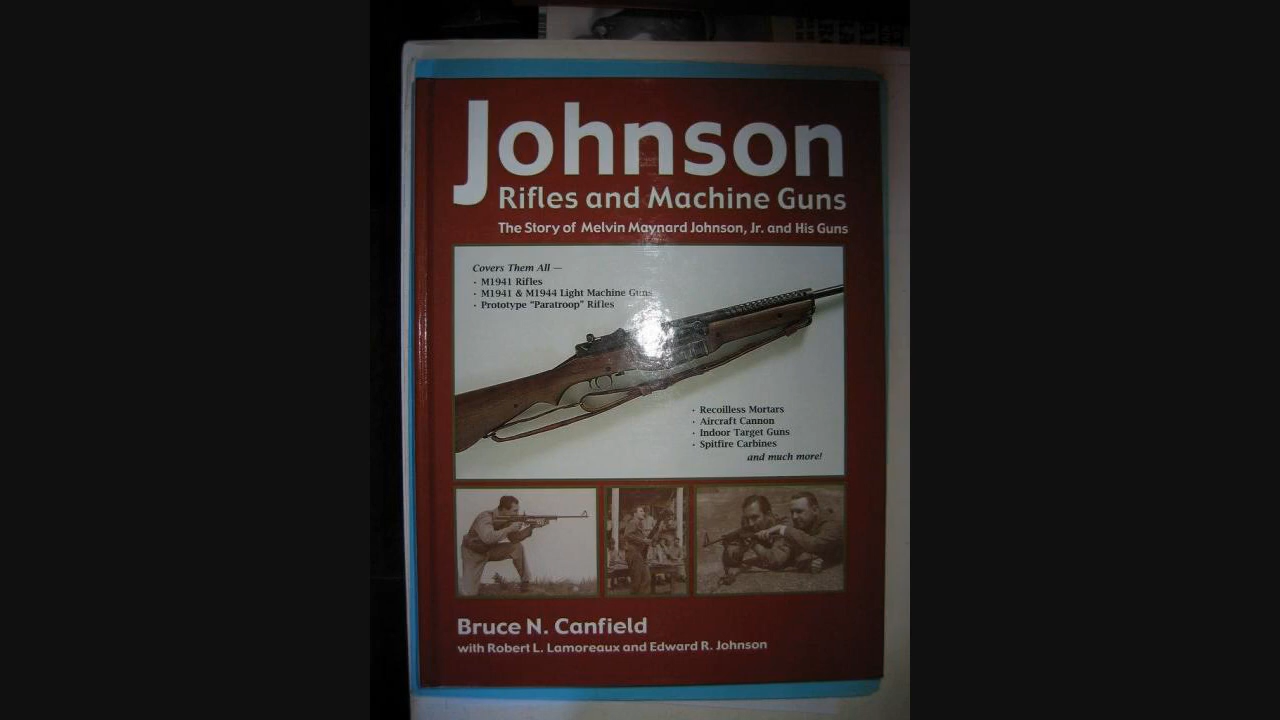 Johnson
Rifles and Machine Guns
The Story of Melvin Maynard Johnson, Jr. and His Guns
Covers Them All —
· M1941 Rifles
· M1941 & M1944 Light Machine Guns
· Prototype "Paratroop" Rifles
· Recoilless Mortars
· Aircraft Cannon
· Indoor Target Guns
· Spitfire Carbines
and much more!
Bruce N. Canfield
with Robert L. Lamoreaux and Edward R. Johnson